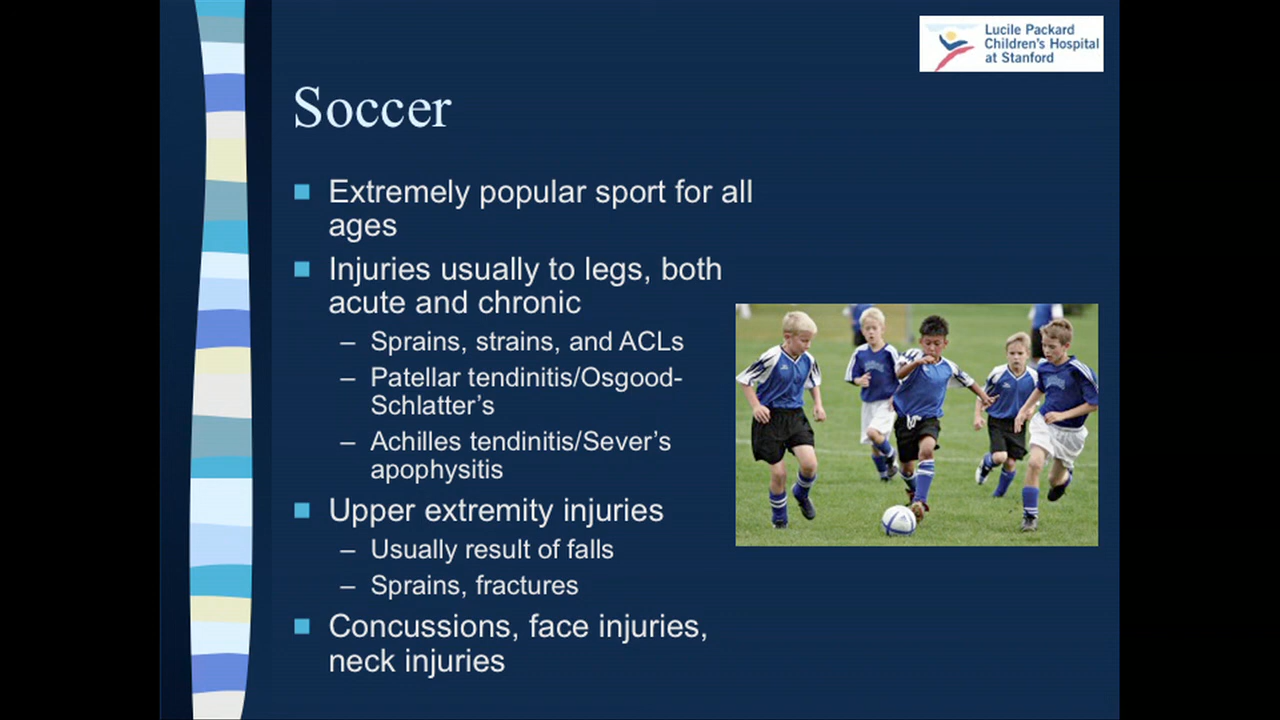 Lucile Packard
Children's Hospital
at Stanford
Soccer
Extremely popular sport for all
ages
Injuries usually to legs, both
acute and chronic
– Sprains, strains, and ACLs
– Patellar tendinitis/Osgood-
Schlatter's
– Achilles tendinitis/Sever's
apophysitis
Upper extremity injuries
– Usually result of falls
– Sprains, fractures
Concussions, face injuries,
neck injuries